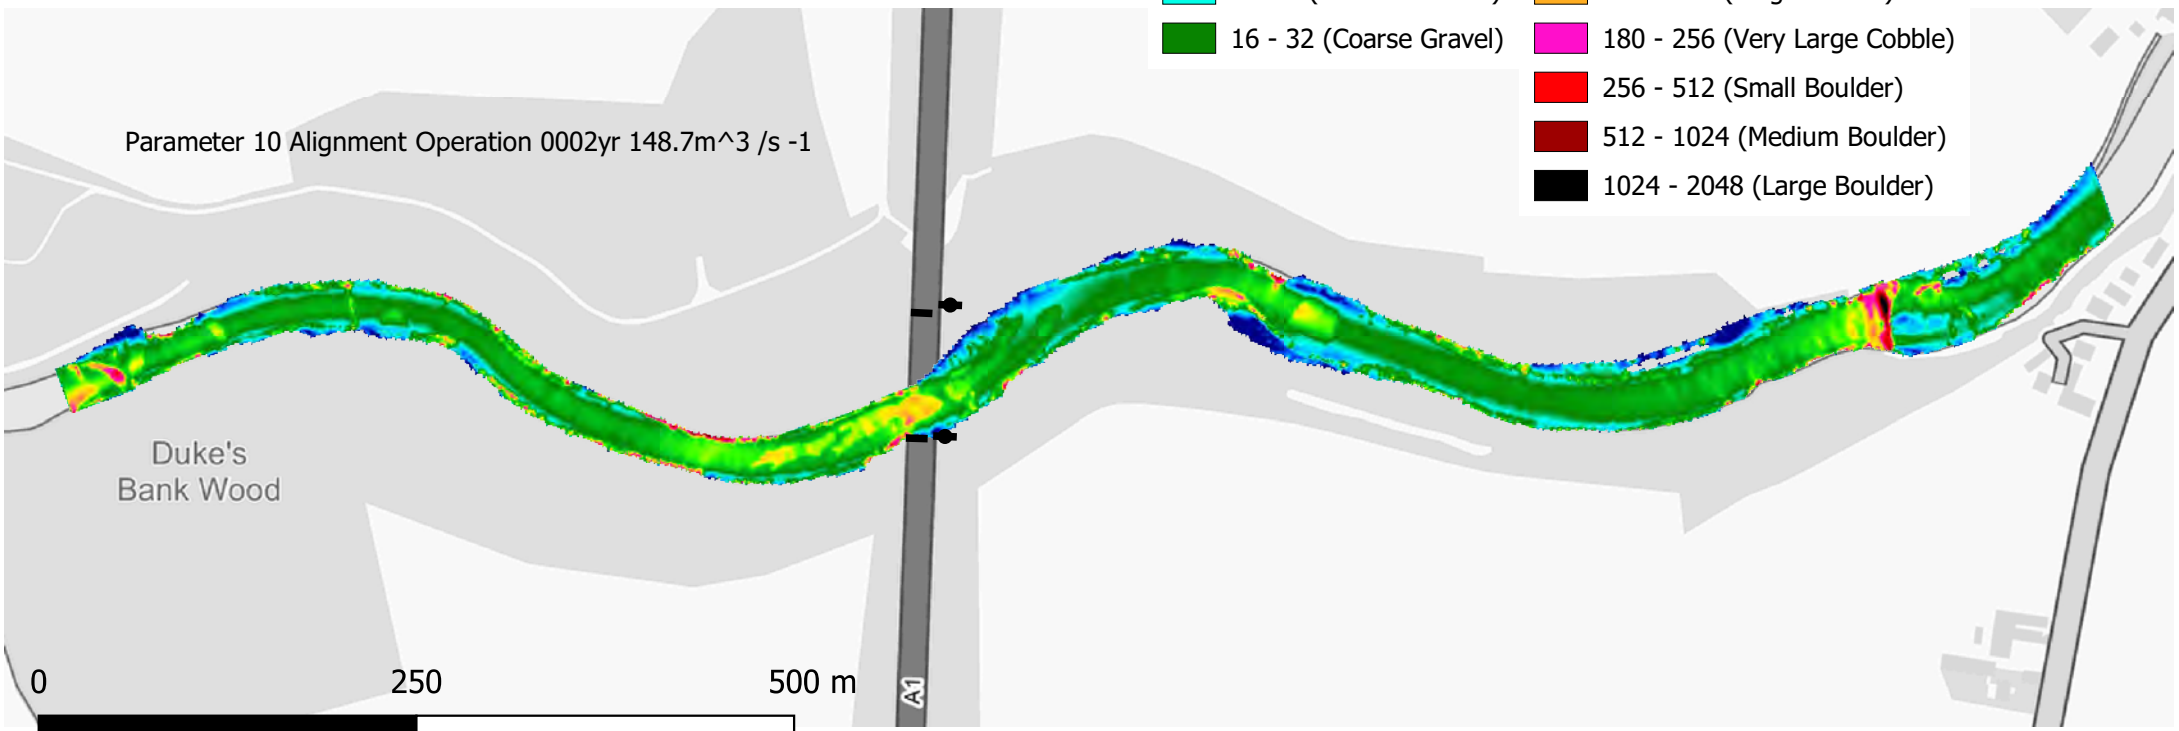 16 - 32 (Coarse Gravel)
180 - 256 (Very Large Cobble)
256 - 512 (Small Boulder)
512 - 1024 (Medium Boulder)
1024 - 2048 (Large Boulder)
Parameter 10 Alignment Operation 0002yr 148.7m^3 /s -1
Duke's
Bank Wood
0 250 500 m
A1